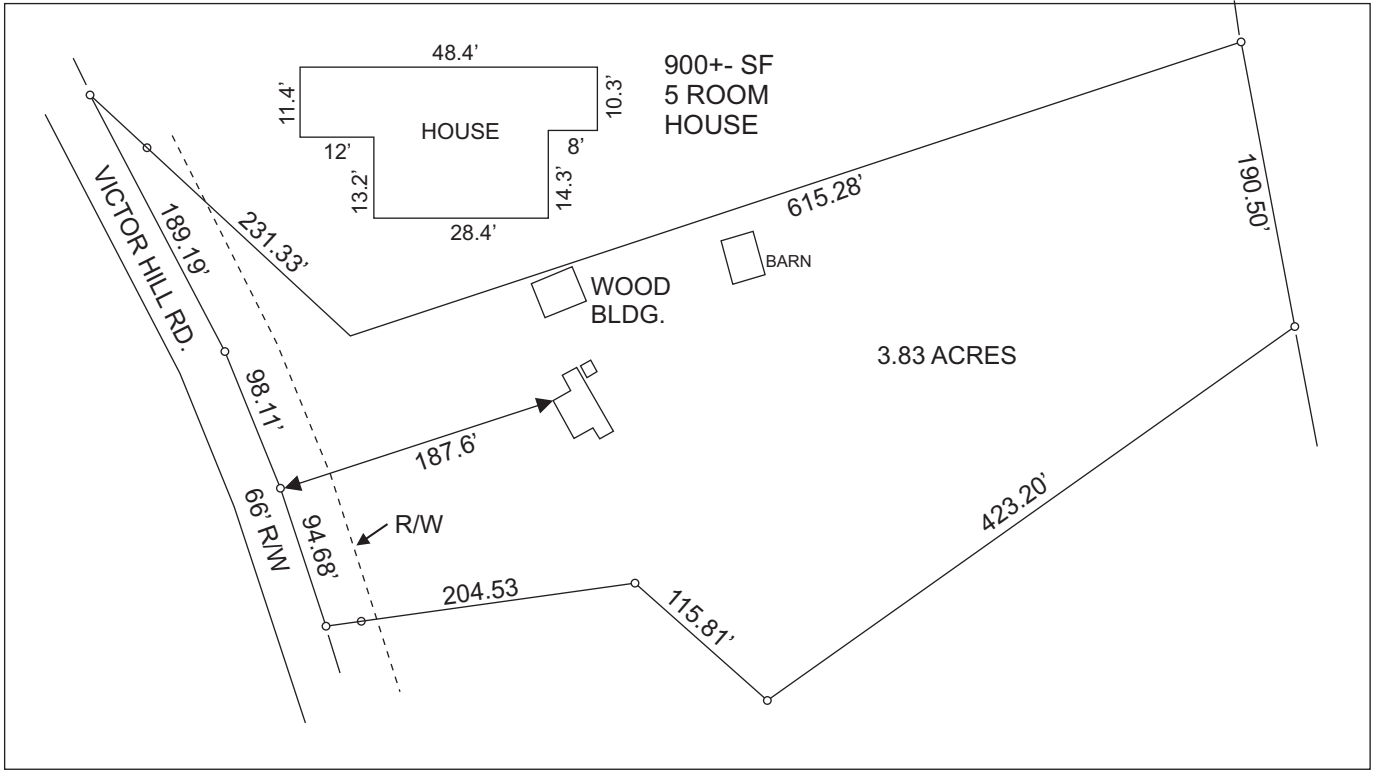 48.4’
11.4’
HOUSE
10.3’
12’
8’
13.2’
14.3’
28.4’
900+- SF
5 ROOM
HOUSE
VICTOR HILL RD.
189.19’
231.33’
615.28’
190.50’
WOOD
BLDG.
BARN
3.83 ACRES
98.11’
187.6’
66’ R/W
94.68’
R/W
204.53
115.81’
423.20’